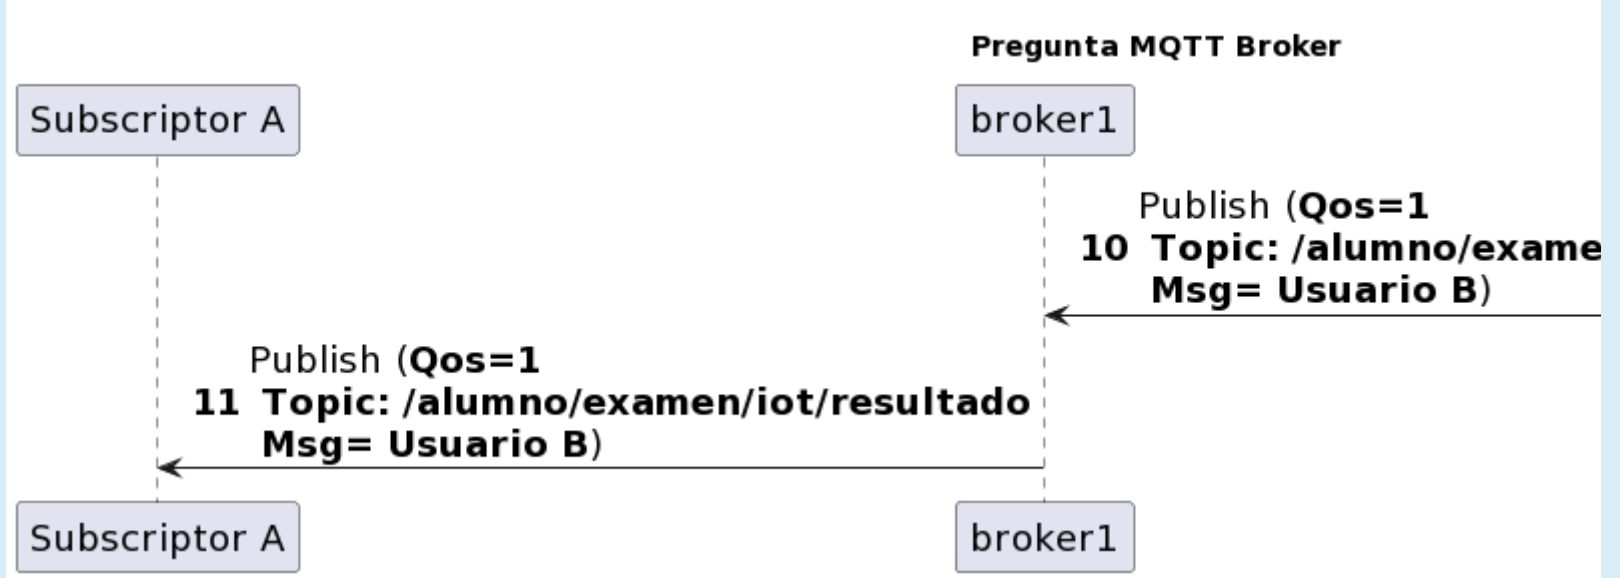 Pregunta MQTT Broker
Subscriptor A
broker1
Publish (Qos=1
10 Topic: /alumno/exame
Msg= Usuario B)
Publish (Qos=1
11 Topic: /alumno/examen/iot/resultado
Msg= Usuario B)
Subscriptor A
broker1